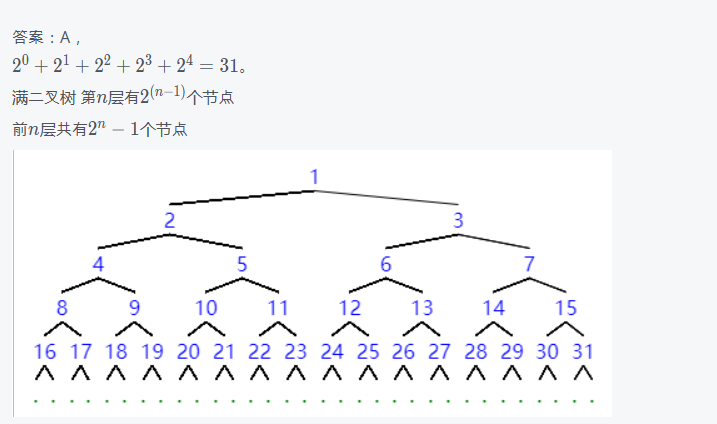 答案：A，
2^0 + 2^1 + 2^2 + 2^3 + 2^4 = 31。
满二叉树 第n层有2^(n−1)个节点
前n层共有2^n − 1个节点
1
2 3
4 5 6 7
8 9 10 11 12 13 14 15
16 17 18 19 20 21 22 23 24 25 26 27 28 29 30 31